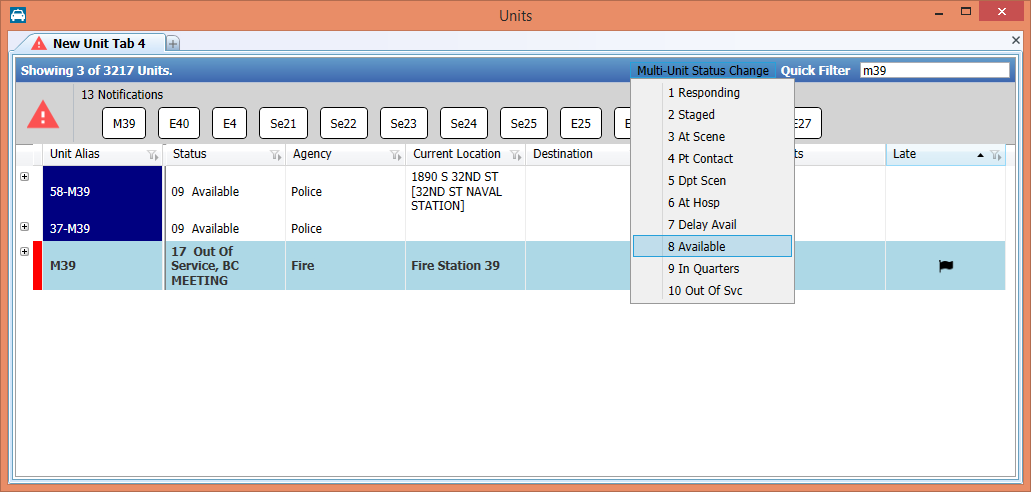 Units
New Unit Tab 4
Showing 3 of 3217 Units.
Multi-Unit Status Change
Quick Filter
m39
13 Notifications
M39
E40
E4
Se21
Se22
Se23
Se24
Se25
E25
E27
1 Responding
2 Staged
3 At Scene
4 Pt Contact
5 Dpt Scen
6 At Hosp
7 Delay Avail
8 Available
9 In Quarters
10 Out Of Svc
Unit Alias
Status
Agency
Current Location
Destination
Late
58-M39
09 Available
Police
1890 S 32ND ST
[32ND ST NAVAL
STATION]
37-M39
09 Available
Police
M39
17 Out Of
Service, BC
MEETING
Fire
Fire Station 39